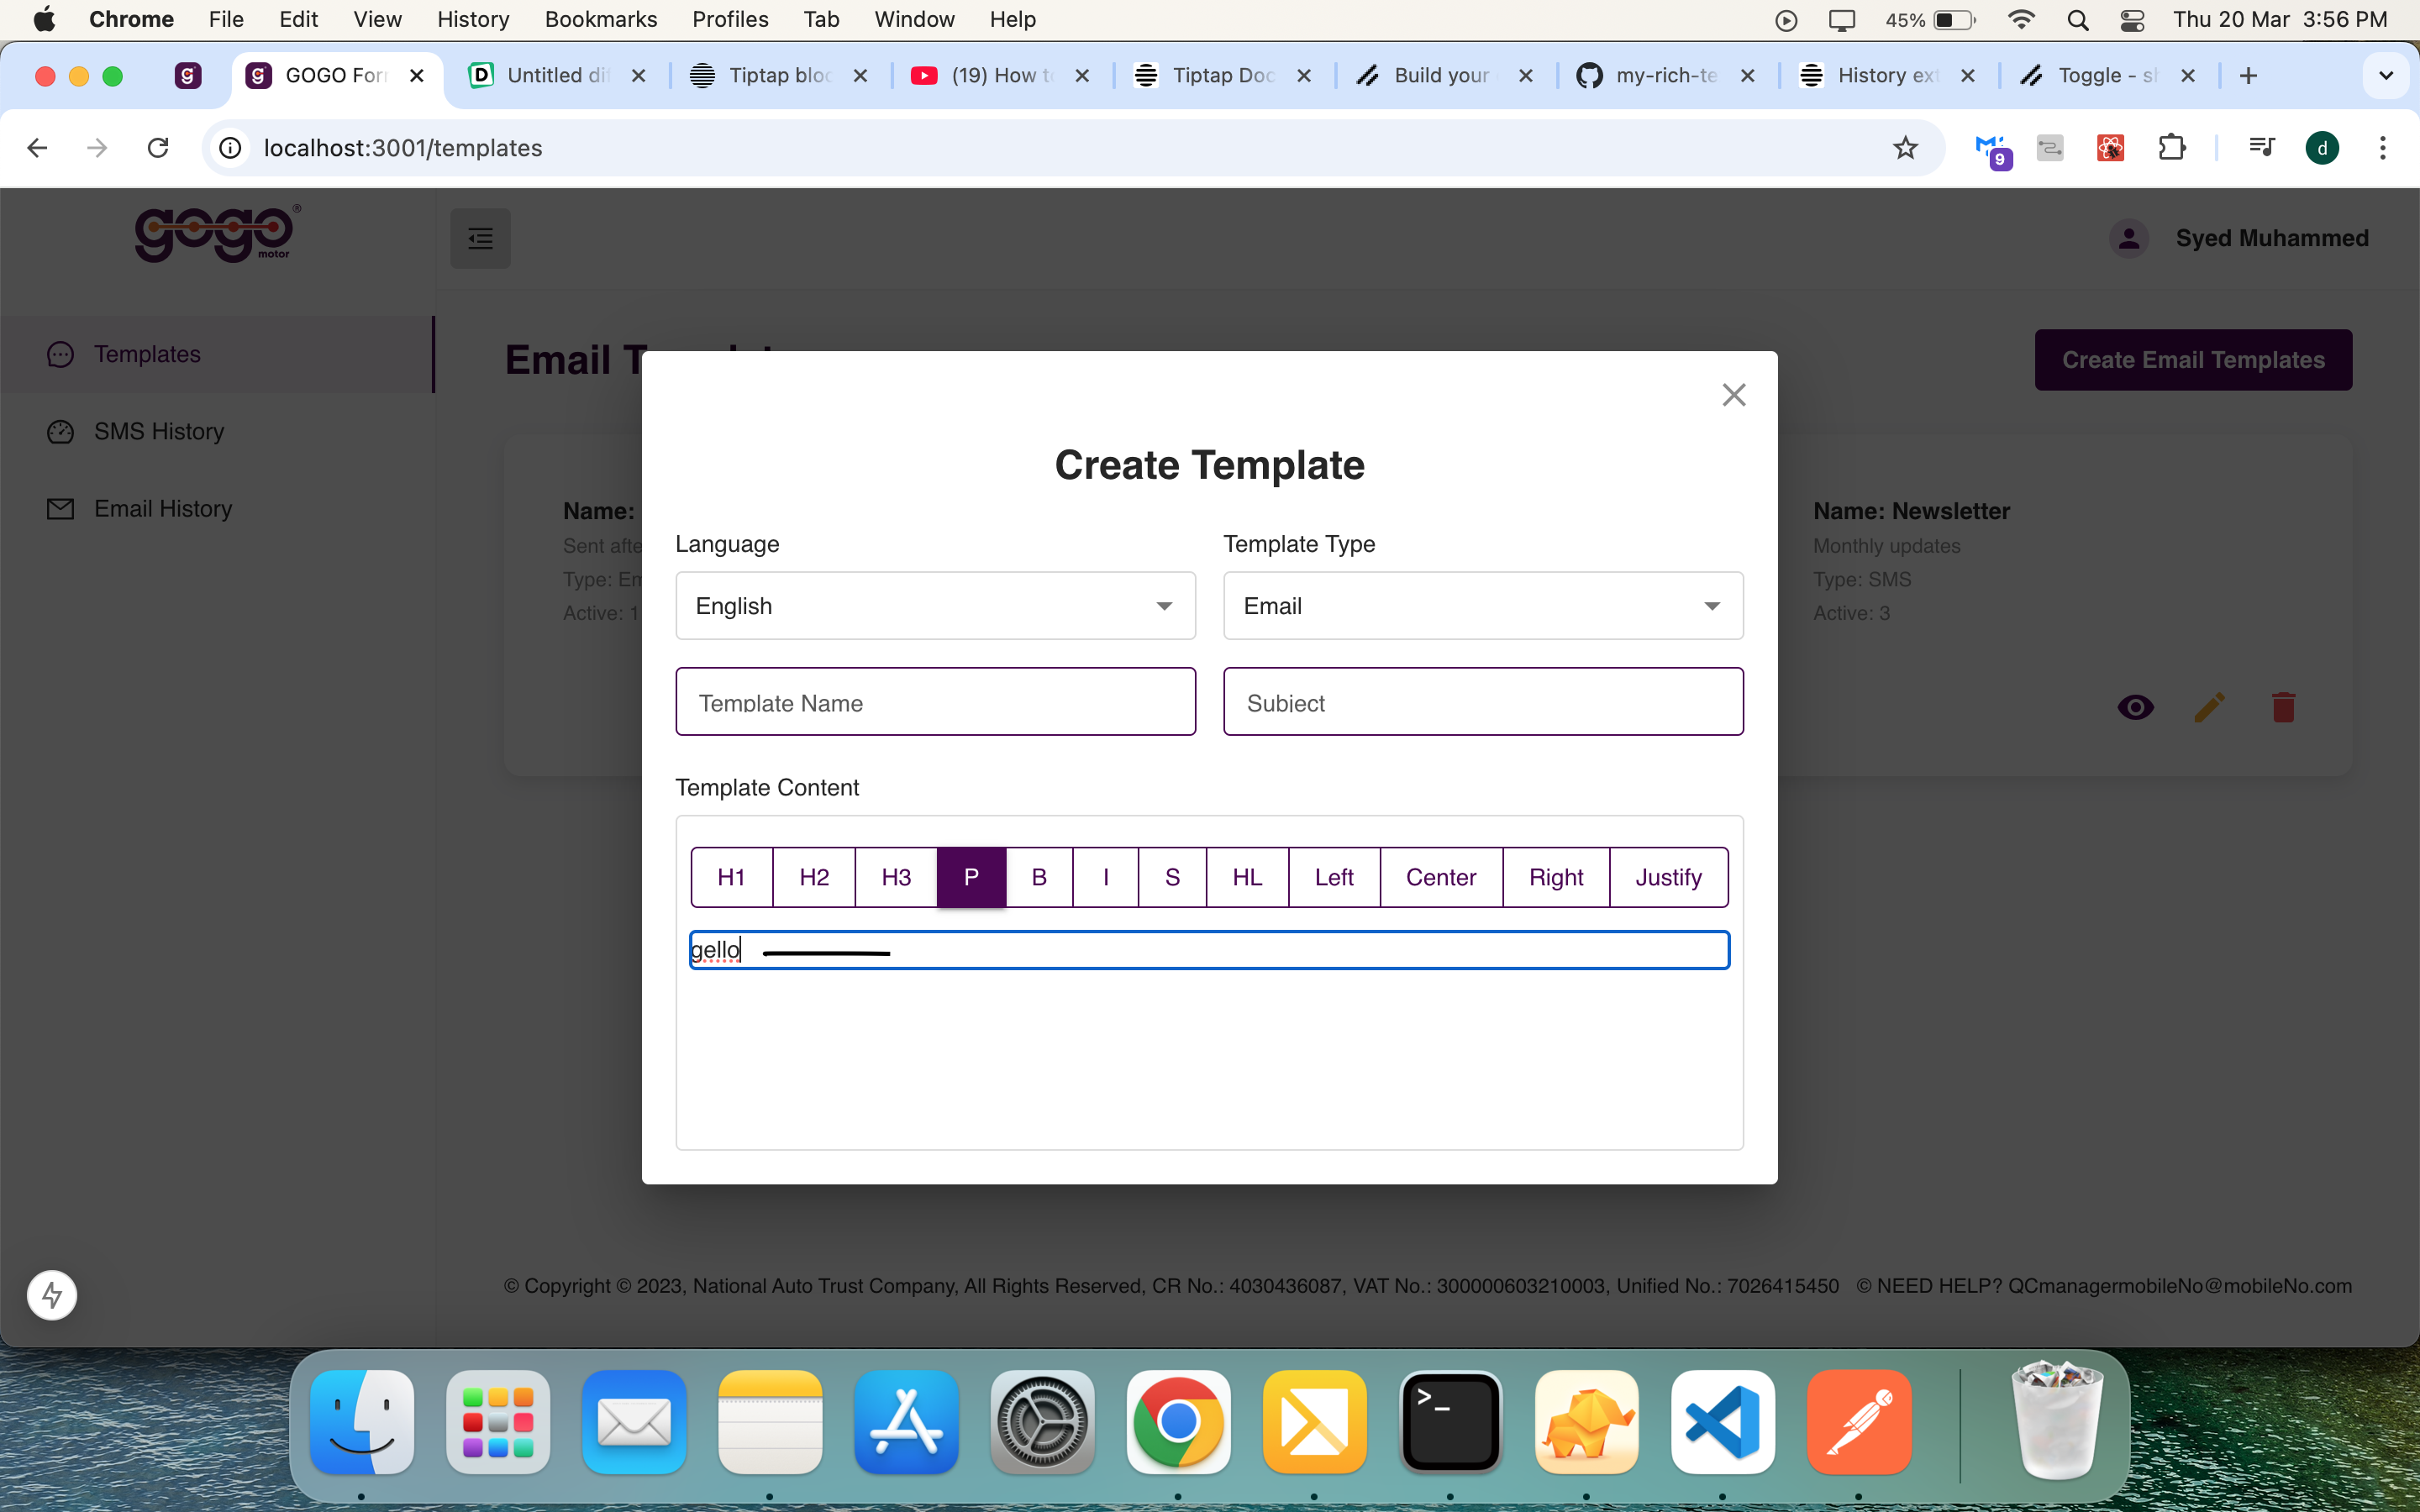 Chrome File Edit View History Bookmarks Profiles Tab Window Help 45% Thu 20 Mar 3:56 PM
GOGO For Untitled di Tiptap bloc (19) How t Tiptap Doc Build your my-rich-te History ex Toggle - s
localhost:3001/templates 9 d
gogo® motor Syed Muhammed
Templates
SMS History
Email History
Email Templat
Create Email Templates
Name:
Sent afte
Type: Em
Active: 1
Name: Newsletter
Monthly updates
Type: SMS
Active: 3
Create Template
Language Template Type
English Email
Template Name Subject
Template Content
H1 H2 H3 P B I S HL Left Center Right Justify
gello
© Copyright © 2023, National Auto Trust Company, All Rights Reserved, CR No.: 4030436087, VAT No.: 300000603210003, Unified No.: 7026415450 © NEED HELP? QCmanagermobileNo@mobileNo.com